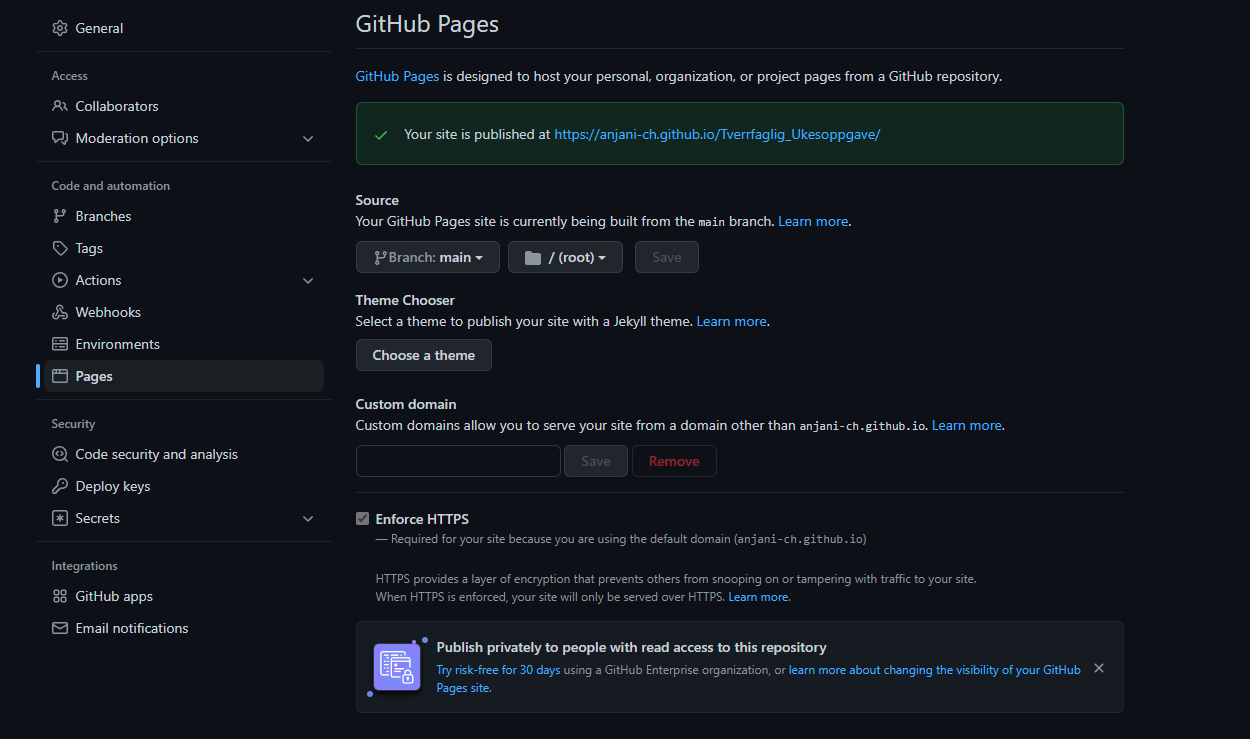 General
Access
Collaborators
Moderation options
Code and automation
Branches
Tags
Actions
Webhooks
Environments
Pages
Security
Code security and analysis
Deploy keys
Secrets
Integrations
GitHub apps
Email notifications
GitHub Pages
GitHub Pages is designed to host your personal, organization, or project pages from a GitHub repository.
Your site is published at https://anjani-ch.github.io/Tverrfaglig_Ukesoppgave/
Source
Your GitHub Pages site is currently being built from the main branch. Learn more.
Branch: main / (root) Save
Theme Chooser
Select a theme to publish your site with a Jekyll theme. Learn more.
Choose a theme
Custom domain
Custom domains allow you to serve your site from a domain other than anjani-ch.github.io. Learn more.
Save Remove
Enforce HTTPS
— Required for your site because you are using the default domain (anjani-ch.github.io)
HTTPS provides a layer of encryption that prevents others from snooping on or tampering with traffic to your site.
When HTTPS is enforced, your site will only be served over HTTPS. Learn more.
Publish privately to people with read access to this repository
Try risk-free for 30 days using a GitHub Enterprise organization, or learn more about changing the visibility of your GitHub
Pages site.